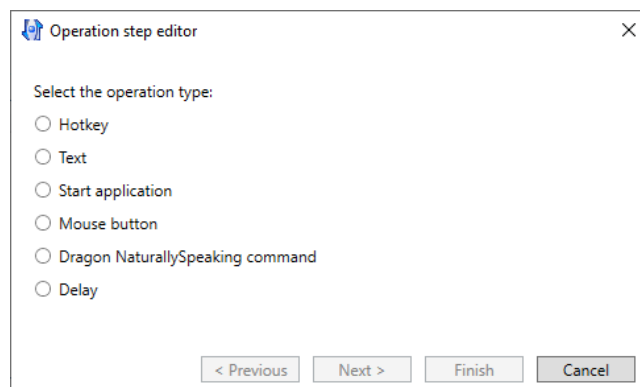 Operation step editor
Select the operation type:
Hotkey
Text
Start application
Mouse button
Dragon NaturallySpeaking command
Delay
< Previous Next > Finish Cancel